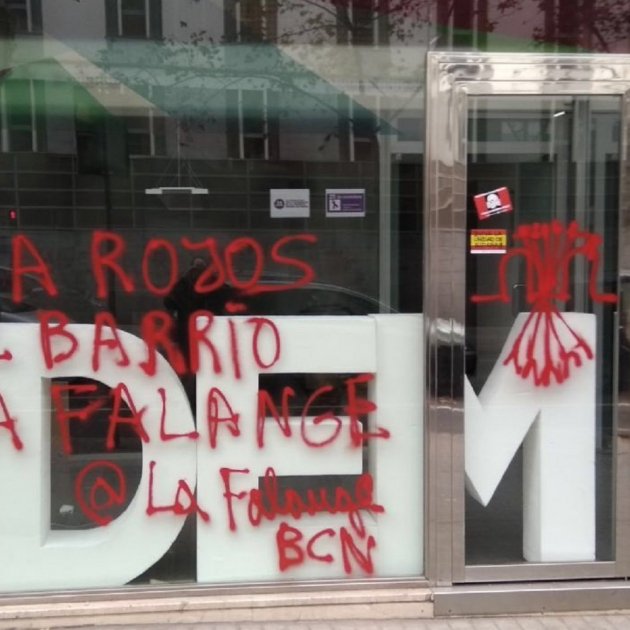 A ROJOS
BARRIO
A FALANGE
@La Falange
BCN
DEM